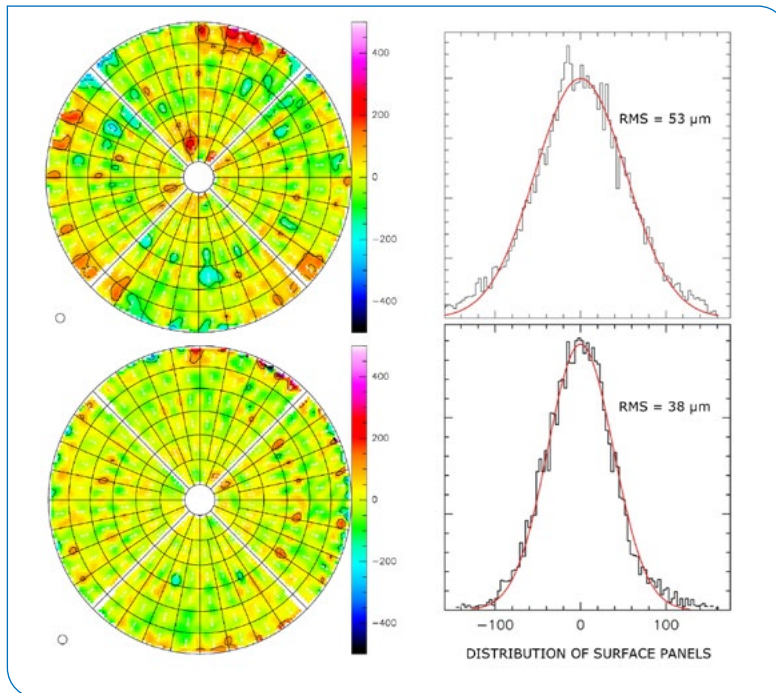 400
200
0
−200
−400
RMS = 53 µm
400
200
0
−200
−400
RMS = 38 µm
−100 0 100
DISTRIBUTION OF SURFACE PANELS